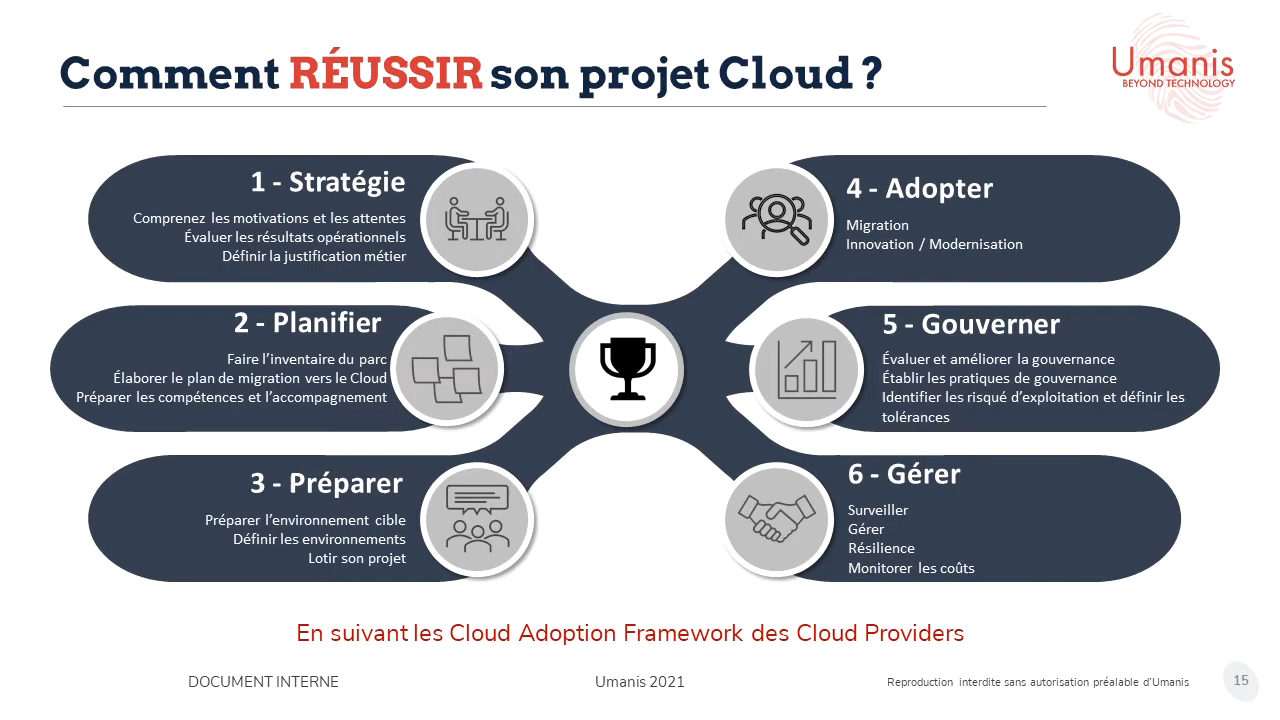 Comment RÉUSSIR son projet Cloud ?
Umanis
BEYOND TECHNOLOGY
1 - Stratégie
Comprenez les motivations et les attentes
Évaluer les résultats opérationnels
Définir la justification métier
2 - Planifier
Faire l'inventaire du parc
Élaborer le plan de migration vers le Cloud
Préparer les compétences et l'accompagnement
3 - Préparer
Préparer l'environnement cible
Définir les environnements
Lotir son projet
4 - Adopter
Migration
Innovation / Modernisation
5 - Gouverner
Évaluer et améliorer la gouvernance
Établir les pratiques de gouvernance
Identifier les risqué d'exploitation et définir les
tolérances
6 - Gérer
Surveiller
Gérer
Résilience
Monitorer les coûts
En suivant les Cloud Adoption Framework des Cloud Providers
DOCUMENT INTERNE
Umanis 2021
Reproduction interdite sans autorisation préalable d'Umanis
15